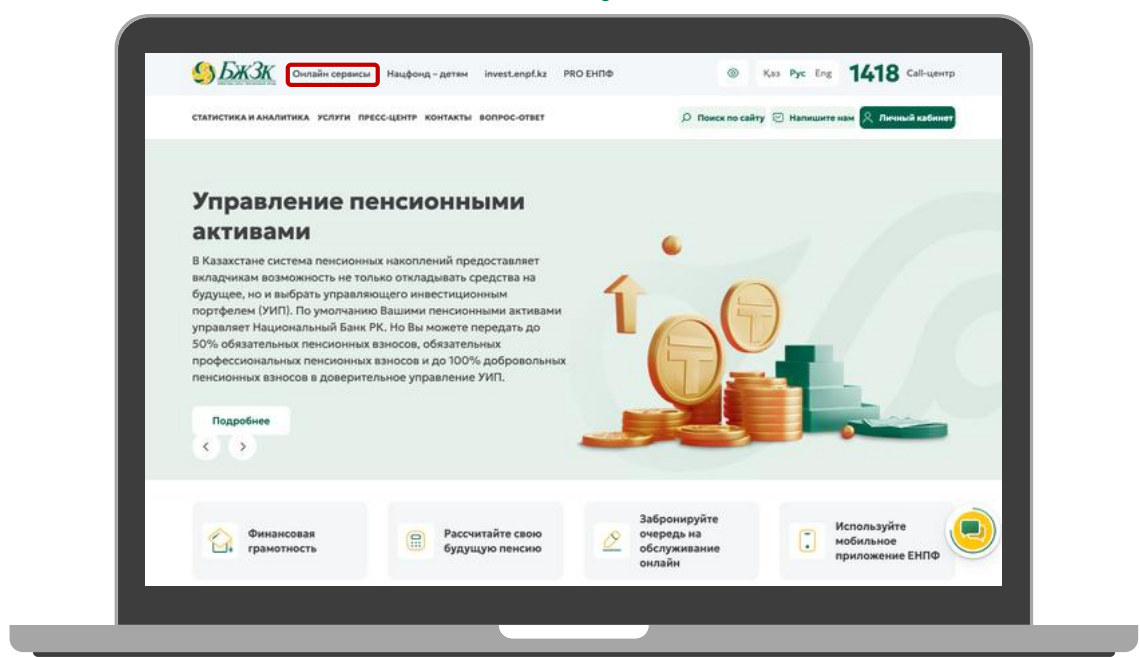 БжЗК
Онлайн сервисы Нацфонд – детям invest.enpf.kz PRO ЕНПФ Қаз Рус Eng 1418 Call-центр
СТАТИСТИКА И АНАЛИТИКА УСЛУГИ ПРЕСС-ЦЕНТР КОНТАКТЫ ВОПРОС-ОТВЕТ Поиск по сайту Напишите нам Личный кабинет
Управление пенсионными
активами
В Казахстане система пенсионных накоплений предоставляет
вкладчикам возможность не только откладывать средства на
будущее, но и выбрать управляющего инвестиционным
портфелем (УИП). По умолчанию Вашими пенсионными активами
управляет Национальный Банк РК. Но Вы можете передать до
50% обязательных пенсионных взносов, обязательных
профессиональных пенсионных взносов и до 100% добровольных
пенсионных взносов в доверительное управление УИП.
Подробнее
Финансовая
грамотность
Рассчитайте свою
будущую пенсию
Забронируйте
очередь на
обслуживание
онлайн
Используйте
мобильное
приложение ЕНПФ